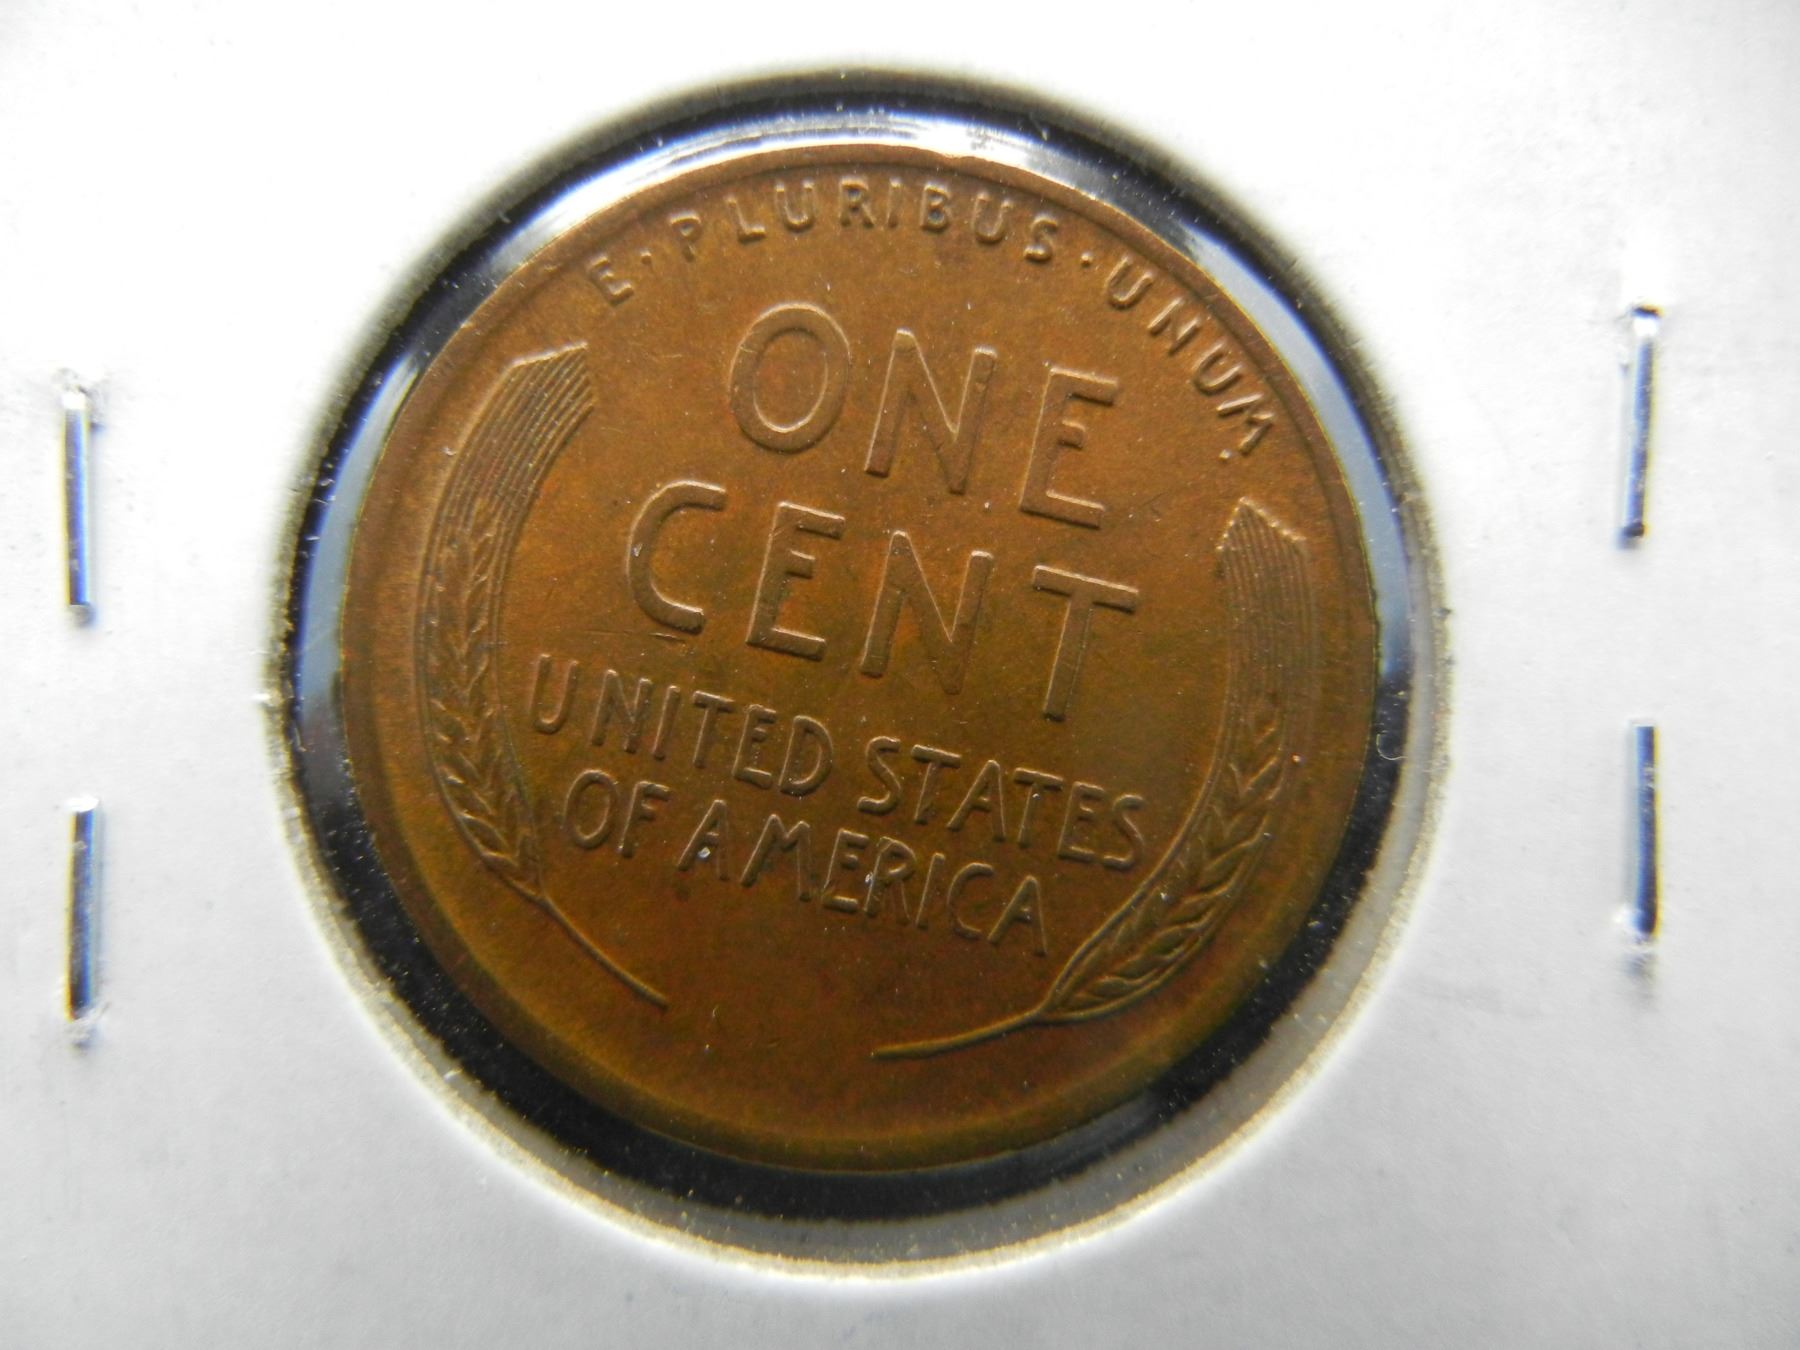 E·PLURIBUS·UNUM
ONE
CENT
UNITED STATES
OF AMERICA